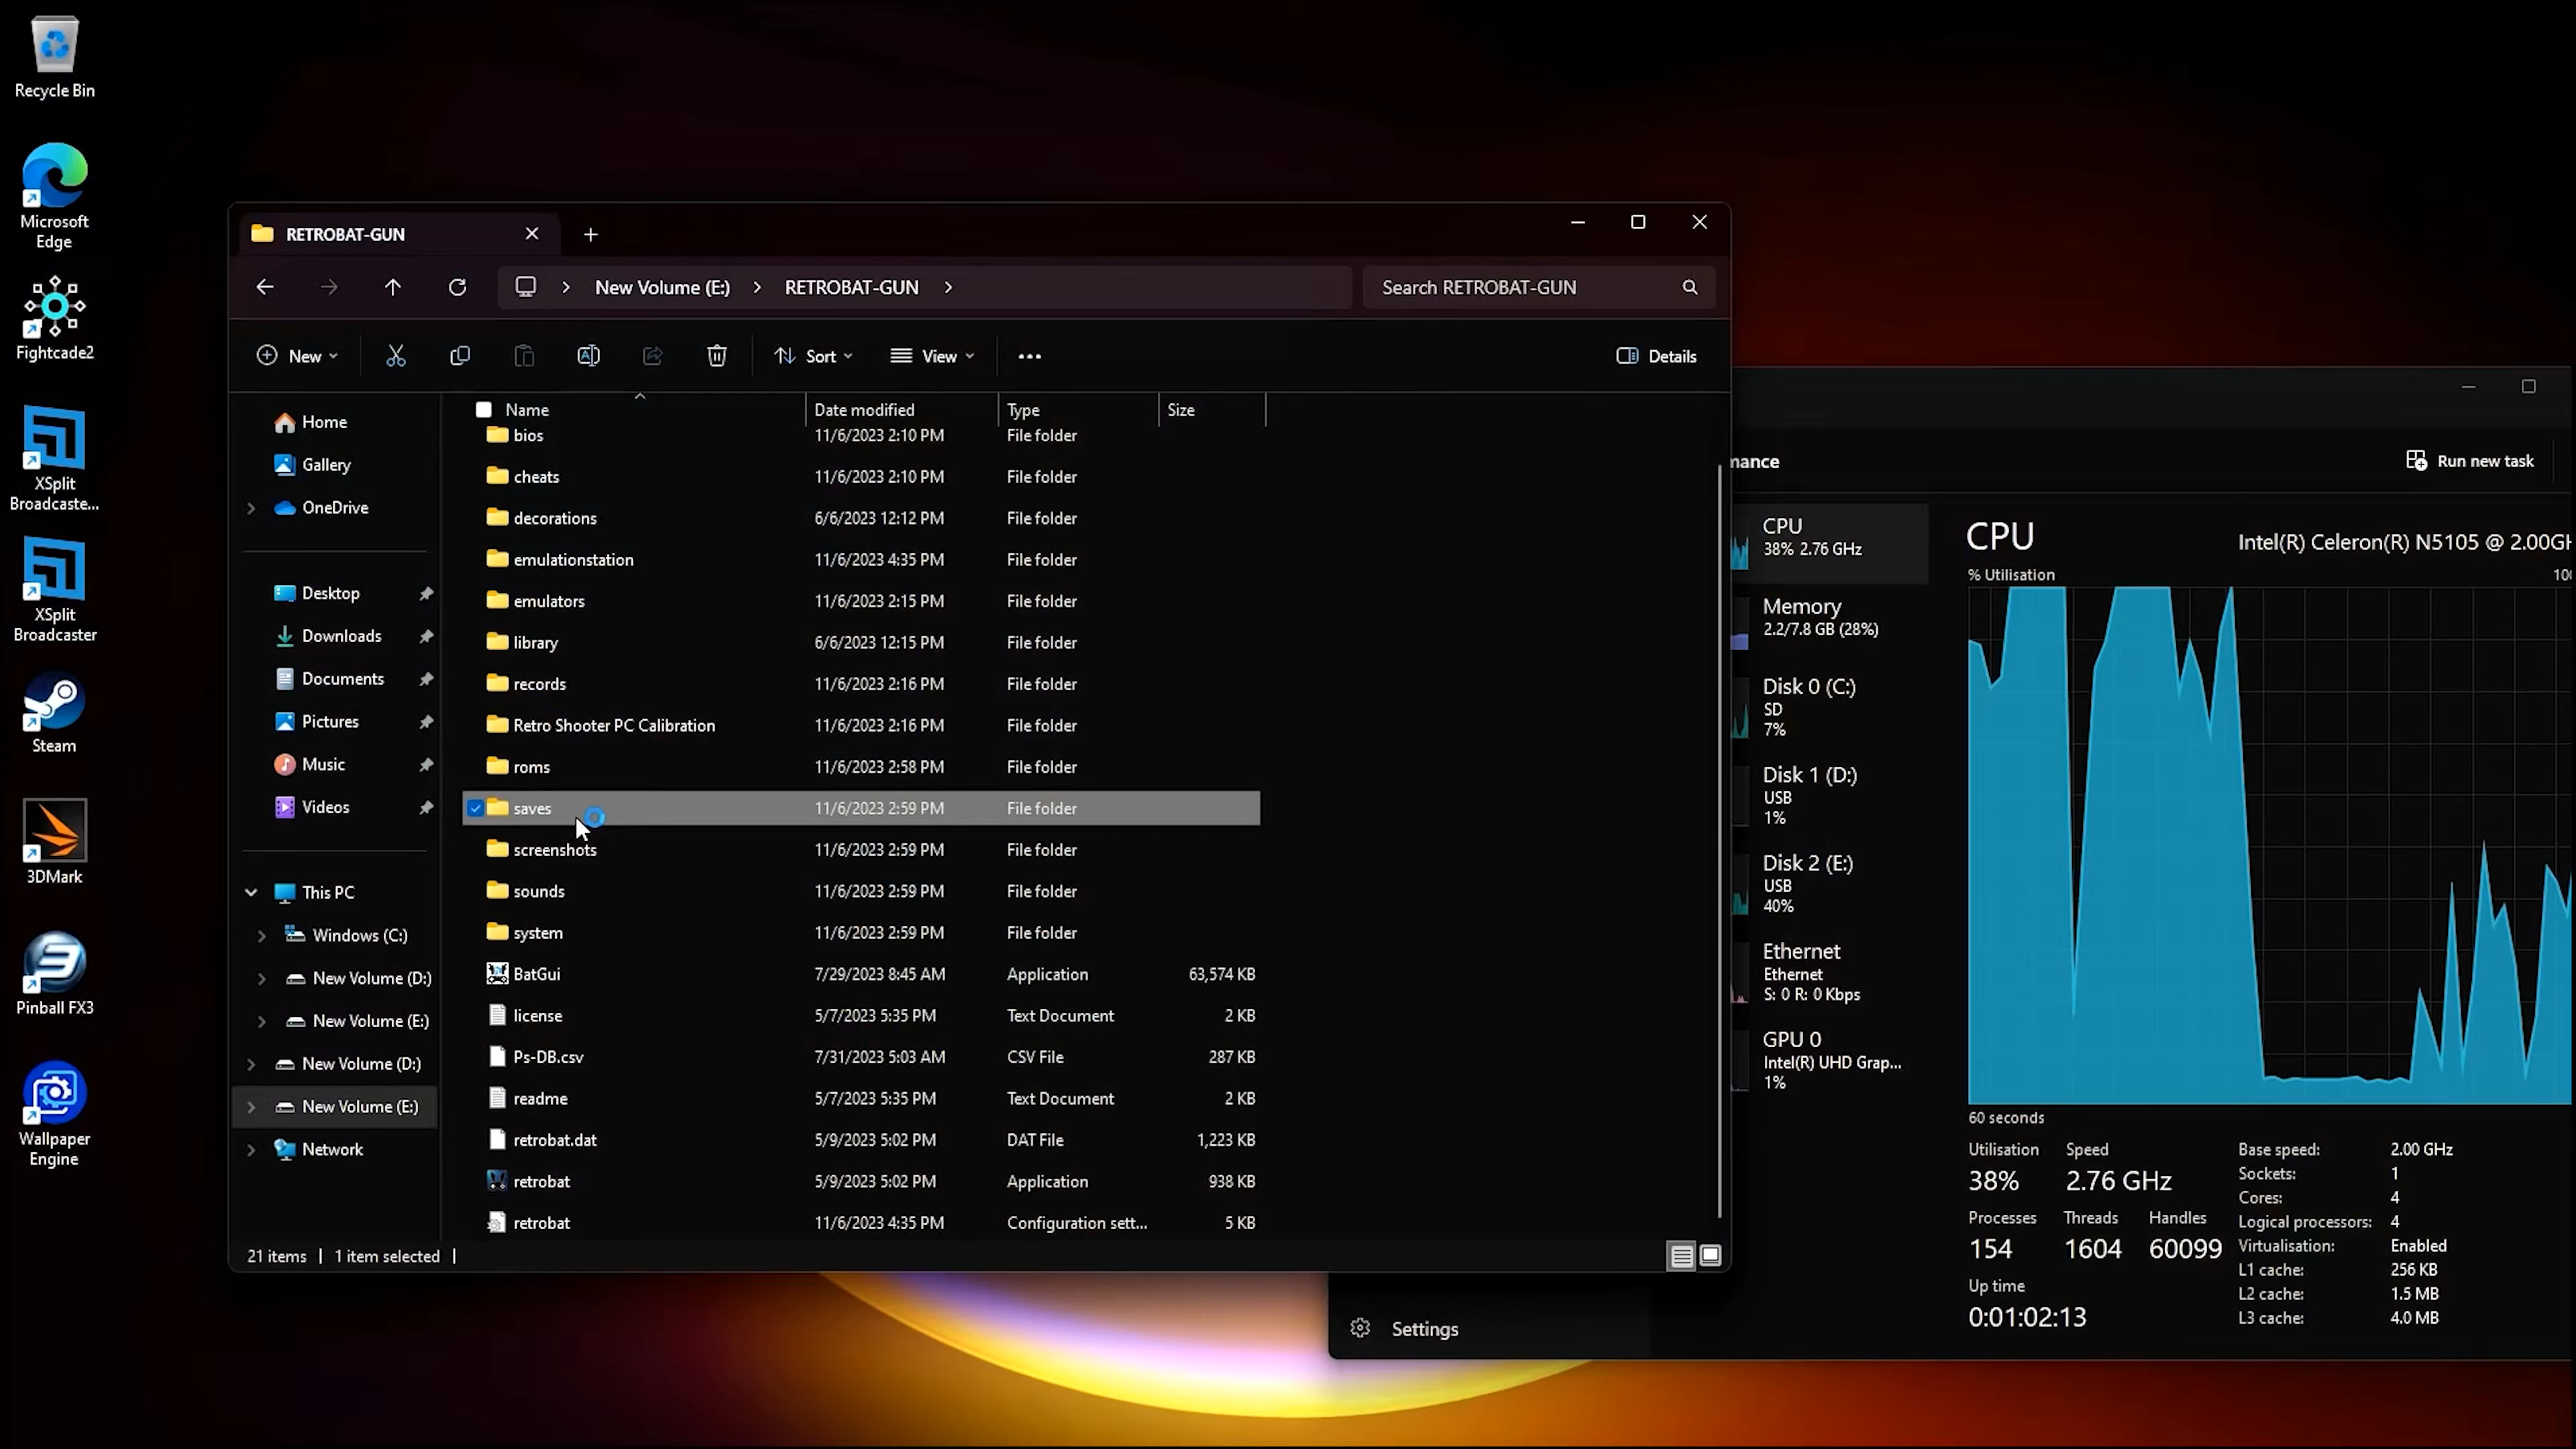 Recycle Bin
Microsoft
Edge
Fightcade2
XSplit
Broadcaste...
XSplit
Broadcaster
Steam
3DMark
Pinball FX3
Wallpaper
Engine
RETROBAT-GUN
New Volume (E:) RETROBAT-GUN
Search RETROBAT-GUN
New Sort View Details
Home
Gallery
OneDrive
Desktop
Downloads
Documents
Pictures
Music
Videos
This PC
Windows (C:)
New Volume (D:)
New Volume (E:)
New Volume (D:)
New Volume (E:)
Network
Name Date modified Type Size
bios 11/6/2023 2:10 PM File folder
cheats 11/6/2023 2:10 PM File folder
decorations 6/6/2023 12:12 PM File folder
emulationstation 11/6/2023 4:35 PM File folder
emulators 11/6/2023 2:15 PM File folder
library 6/6/2023 12:15 PM File folder
records 11/6/2023 2:16 PM File folder
Retro Shooter PC Calibration 11/6/2023 2:16 PM File folder
roms 11/6/2023 2:58 PM File folder
saves 11/6/2023 2:59 PM File folder
screenshots 11/6/2023 2:59 PM File folder
sounds 11/6/2023 2:59 PM File folder
system 11/6/2023 2:59 PM File folder
BatGui 7/29/2023 8:45 AM Application 63,574 KB
license 5/7/2023 5:35 PM Text Document 2 KB
Ps-DB.csv 7/31/2023 5:03 AM CSV File 287 KB
readme 5/7/2023 5:35 PM Text Document 2 KB
retrobat.dat 5/9/2023 5:02 PM DAT File 1,223 KB
retrobat 5/9/2023 5:02 PM Application 938 KB
retrobat 11/6/2023 4:35 PM Configuration sett... 5 KB
21 items | 1 item selected |
mance
Run new task
CPU
38% 2.76 GHz
Memory
2.2/7.8 GB (28%)
Disk 0 (C:)
SD
7%
Disk 1 (D:)
USB
1%
Disk 2 (E:)
USB
40%
Ethernet
Ethernet
S: 0 R: 0 Kbps
GPU 0
Intel(R) UHD Grap...
1%
CPU
Intel(R) Celeron(R) N5105 @ 2.00GH
% Utilisation 100
60 seconds
Utilisation Speed
38% 2.76 GHz
Processes Threads Handles
154 1604 60099
Up time
0:01:02:13
Base speed: 2.00 GHz
Sockets: 1
Cores: 4
Logical processors: 4
Virtualisation: Enabled
L1 cache: 256 KB
L2 cache: 1.5 MB
L3 cache: 4.0 MB
Settings